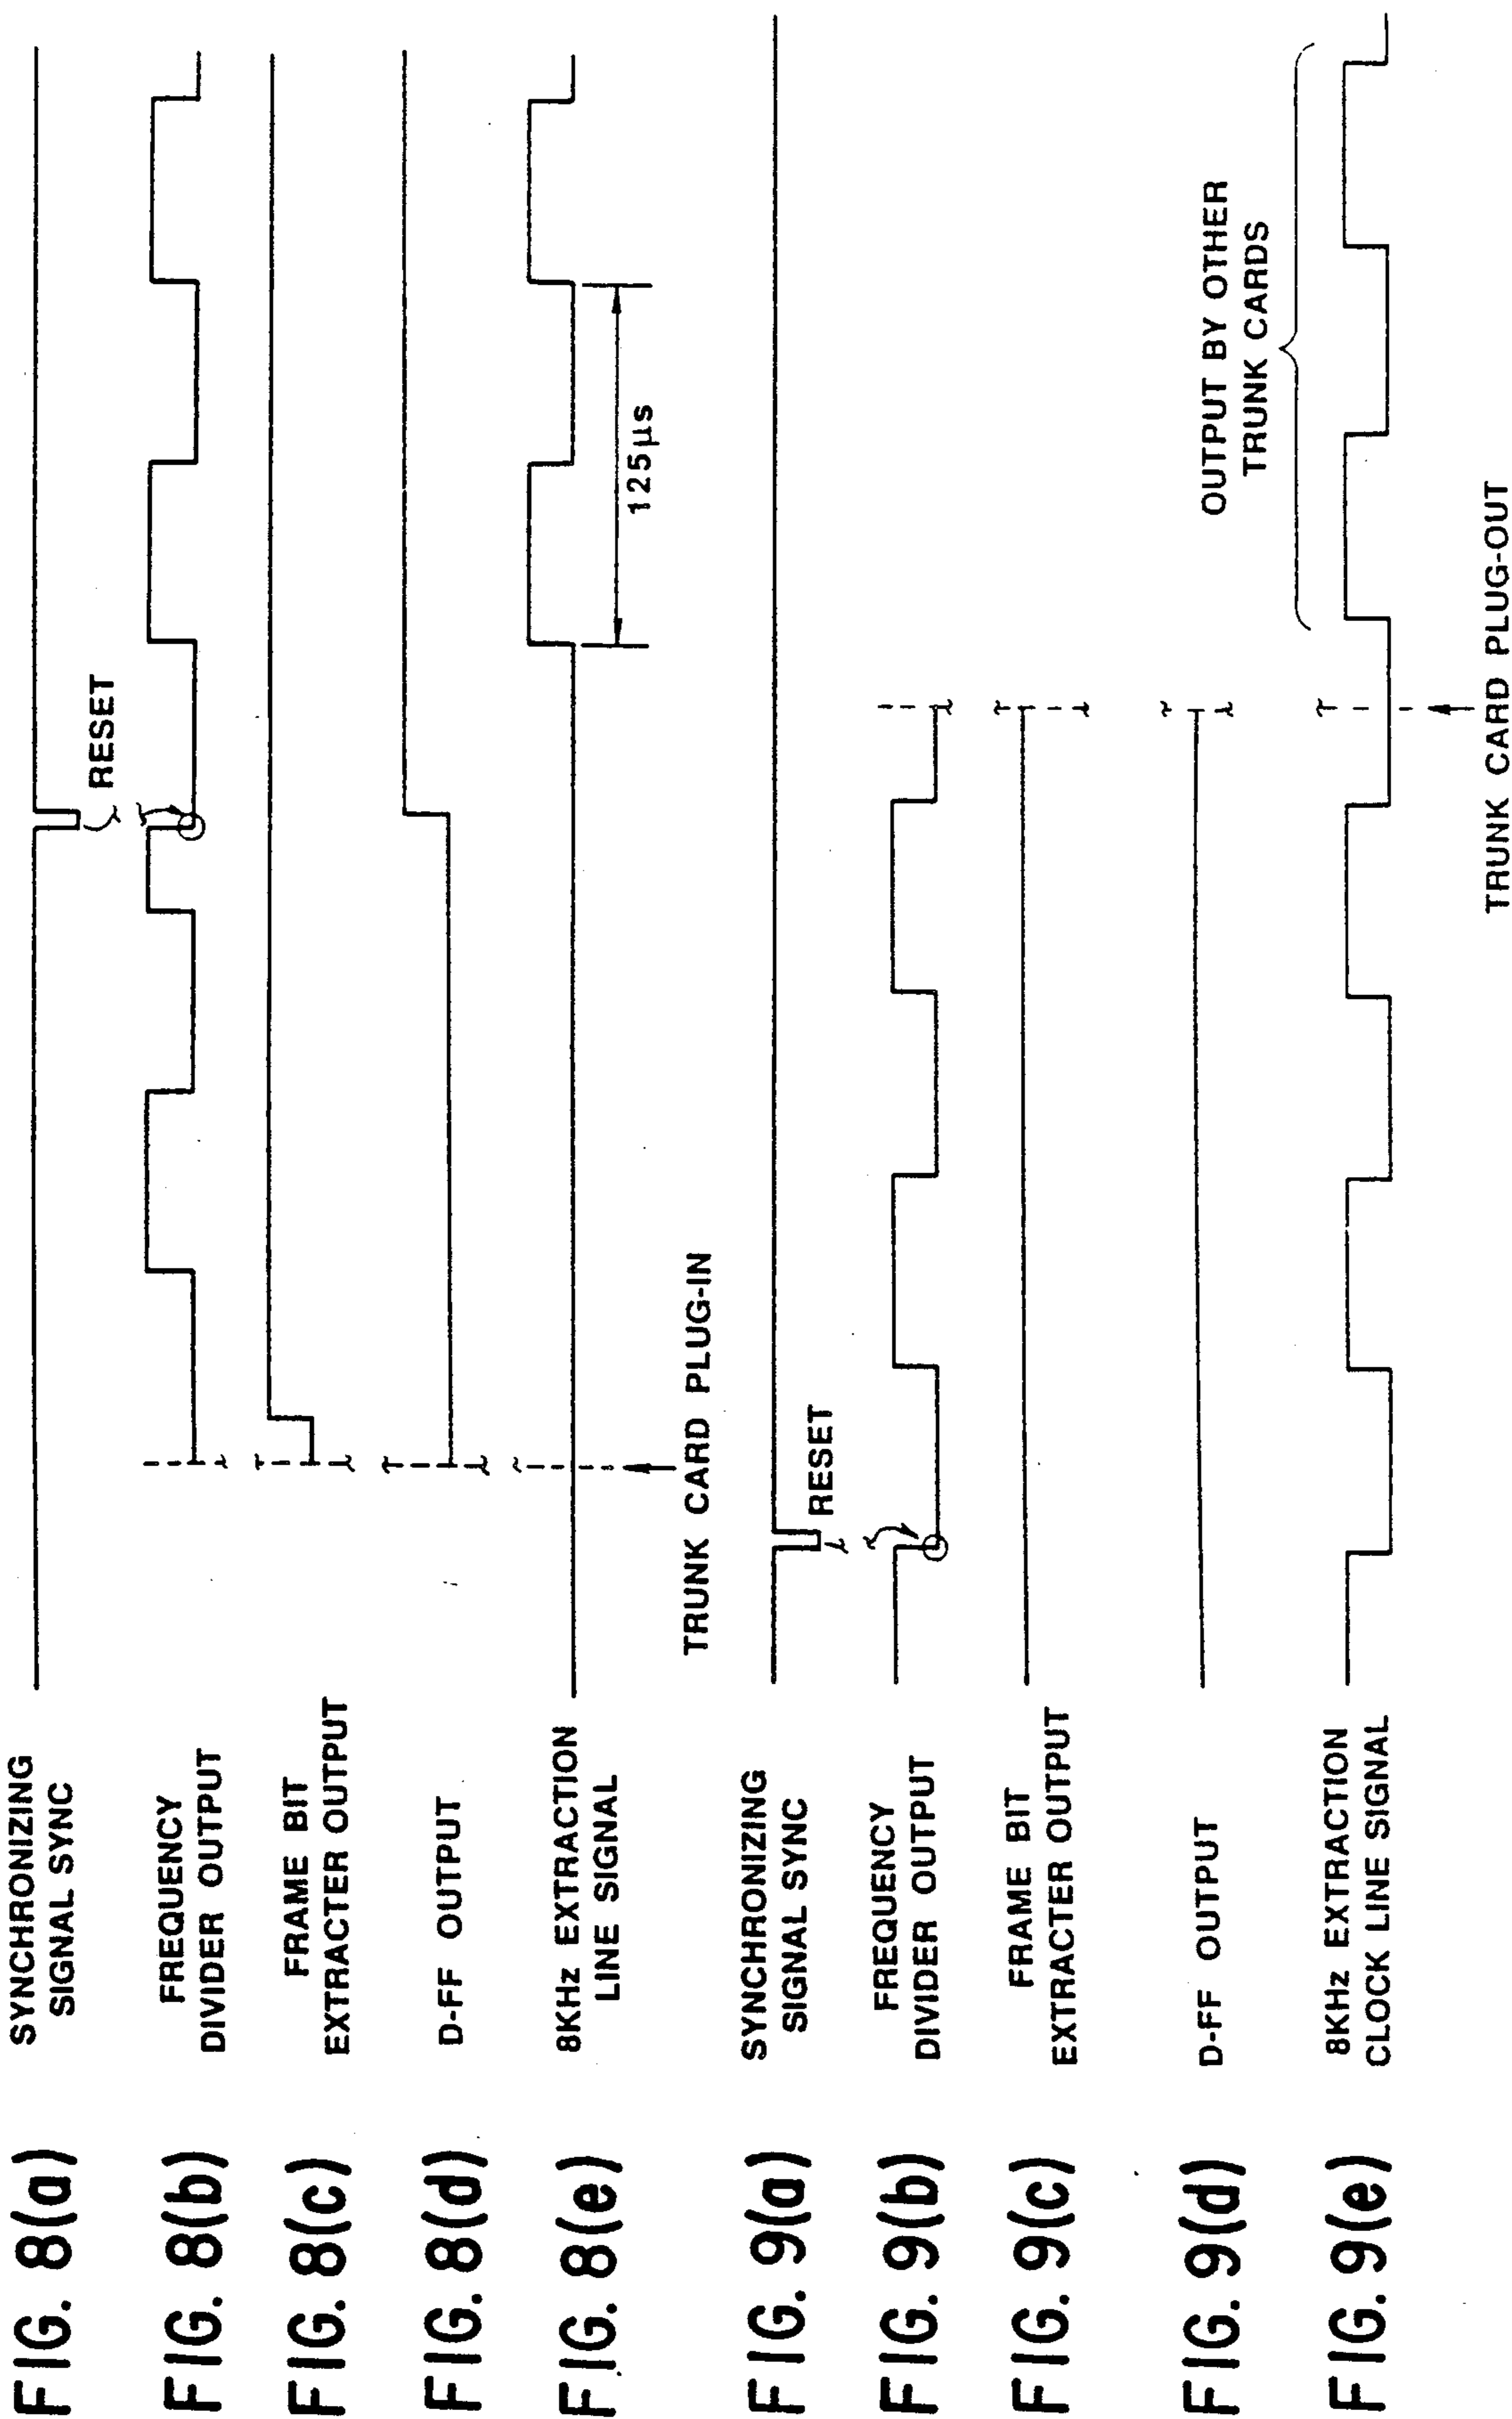 FIG. 8(a)
SYNCHRONIZING
SIGNAL SYNC
RESET
FIG. 8(b)
FREQUENCY
DIVIDER OUTPUT
FIG. 8(c)
FRAME BIT
EXTRACTER OUTPUT
FIG. 8(d)
D-FF OUTPUT
FIG. 8(e)
8KHz EXTRACTION
LINE SIGNAL
125μs
TRUNK CARD PLUG-IN
FIG. 9(a)
SYNCHRONIZING
SIGNAL SYNC
RESET
FIG. 9(b)
FREQUENCY
DIVIDER OUTPUT
FIG. 9(c)
FRAME BIT
EXTRACTER OUTPUT
FIG. 9(d)
D-FF OUTPUT
OUTPUT BY OTHER
TRUNK CARDS
FIG. 9(e)
8KHz EXTRACTION
CLOCK LINE SIGNAL
TRUNK CARD PLUG-OUT